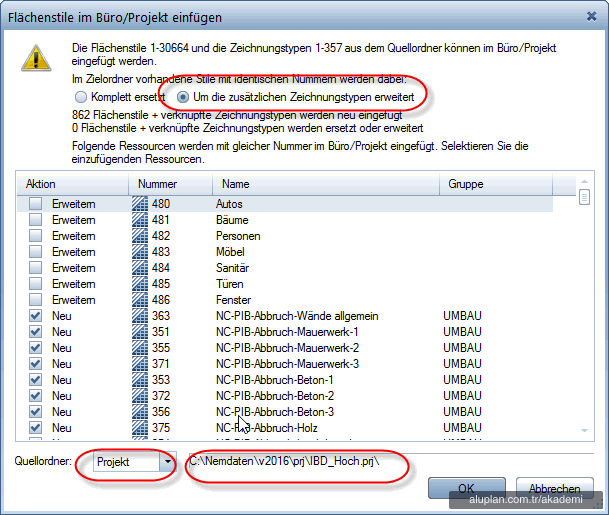 Flächenstile im Büro/Projekt einfügen
Die Flächenstile 1-30664 und die Zeichnungstypen 1-357 aus dem Quellordner können im Büro/Projekt
eingefügt werden.
Im Zielordner vorhandene Stile mit identischen Nummern werden dabei:
Komplett ersetzt Um die zusätzlichen Zeichnungstypen erweitert
862 Flächenstile + verknüpfte Zeichnungstypen werden neu eingefügt
0 Flächenstile + verknüpfte Zeichnungstypen werden ersetzt oder erweitert
Folgende Ressourcen werden mit gleicher Nummer im Büro/Projekt eingefügt. Selektieren Sie die
einzufügenden Ressourcen.
Aktion Nummer Name Gruppe
Erweitern 480 Autos
Erweitern 481 Bäume
Erweitern 482 Personen
Erweitern 483 Möbel
Erweitern 484 Sanitär
Erweitern 485 Türen
Erweitern 486 Fenster
Neu 363 NC-PIB-Abbruch-Wände allgemein UMBAU
Neu 351 NC-PIB-Abbruch-Mauerwerk-1 UMBAU
Neu 355 NC-PIB-Abbruch-Mauerwerk-2 UMBAU
Neu 371 NC-PIB-Abbruch-Mauerwerk-3 UMBAU
Neu 353 NC-PIB-Abbruch-Beton-1 UMBAU
Neu 372 NC-PIB-Abbruch-Beton-2 UMBAU
Neu 356 NC-PIB-Abbruch-Beton-3 UMBAU
Neu 375 NC-PIB-Abbruch-Holz UMBAU
Quellordner: Projekt C:\Nemdaten\v2016\prj\IBD_Hoch.prj\
OK Abbrechen
aluplan.com.tr/akademi